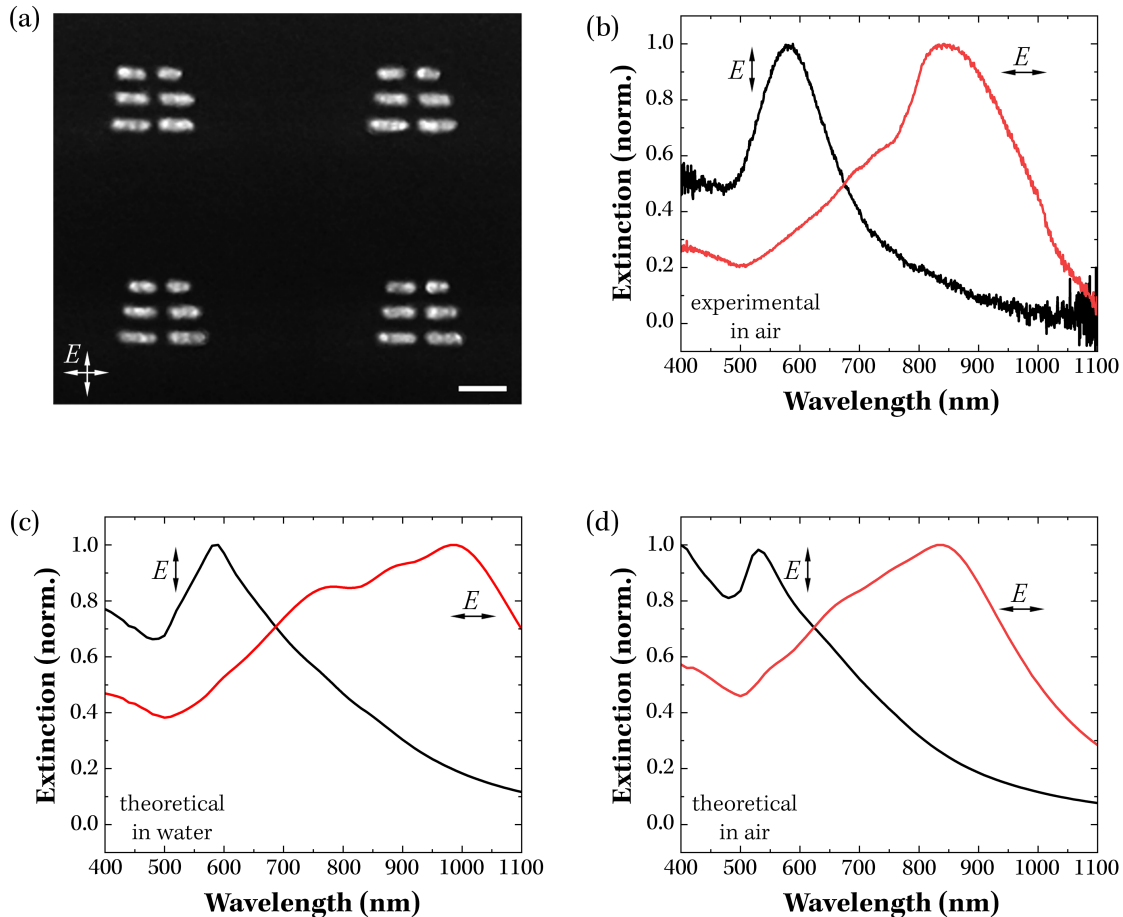 (a)
E
(b)
Extinction (norm.)
1.0
0.8
0.6
0.4
0.2
0.0
E
E
experimental
in air
400 500 600 700 800 900 1000 1100
Wavelength (nm)
(c)
Extinction (norm.)
1.0
0.8
0.6
0.4
0.2
0.0
E
E
theoretical
in water
400 500 600 700 800 900 1000 1100
Wavelength (nm)
(d)
Extinction (norm.)
1.0
0.8
0.6
0.4
0.2
0.0
E
E
theoretical
in air
400 500 600 700 800 900 1000 1100
Wavelength (nm)